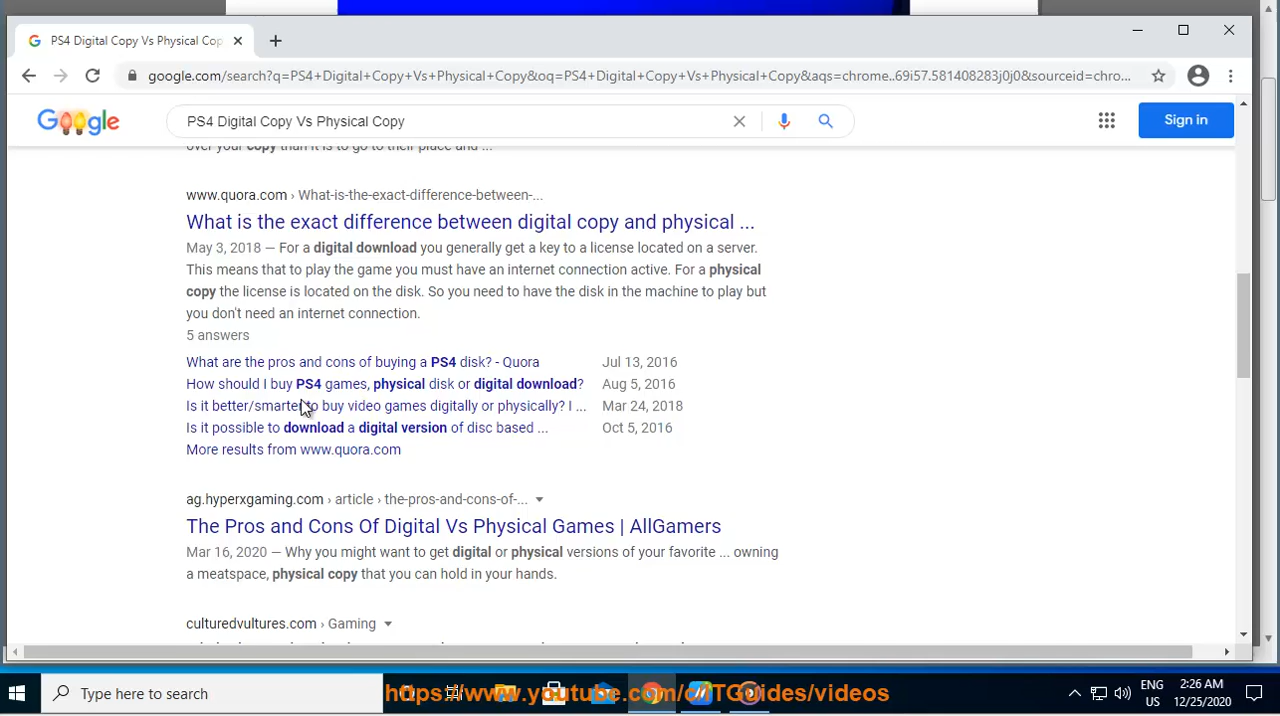 PS4 Digital Copy Vs Physical Cop
google.com/search?q=PS4+Digital+Copy+Vs+Physical+Copy&oq=PS4+Digital+Copy+Vs+Physical+Copy&aqs=chrome..69i57.581408283j0j0&sourceid=chro...
Google
PS4 Digital Copy Vs Physical Copy
Sign in
over your copy than it is to go to their place and ...
www.quora.com › What-is-the-exact-difference-between-...
What is the exact difference between digital copy and physical ...
May 3, 2018 — For a digital download you generally get a key to a license located on a server.
This means that to play the game you must have an internet connection active. For a physical
copy the license is located on the disk. So you need to have the disk in the machine to play but
you don't need an internet connection.
5 answers
What are the pros and cons of buying a PS4 disk? - Quora Jul 13, 2016
How should I buy PS4 games, physical disk or digital download? Aug 5, 2016
Is it better/smarter to buy video games digitally or physically? I ... Mar 24, 2018
Is it possible to download a digital version of disc based ... Oct 5, 2016
More results from www.quora.com
ag.hyperxgaming.com › article › the-pros-and-cons-of-...
The Pros and Cons Of Digital Vs Physical Games | AllGamers
Mar 16, 2020 — Why you might want to get digital or physical versions of your favorite ... owning
a meatspace, physical copy that you can hold in your hands.
culturedvultures.com › Gaming
Type here to search
https://www.youtube.com/c/ITGuides/videos
ENG
US
2:26 AM
12/25/2020